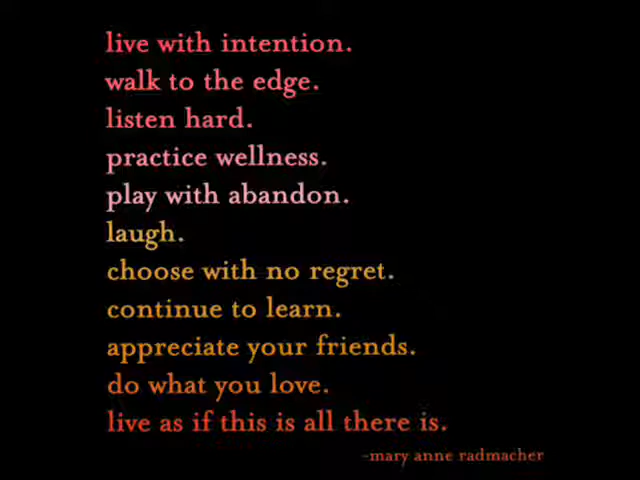 live with intention.
walk to the edge.
listen hard.
practice wellness.
play with abandon.
laugh.
choose with no regret.
continue to learn.
appreciate your friends.
do what you love.
live as if this is all there is.
-mary anne radmacher